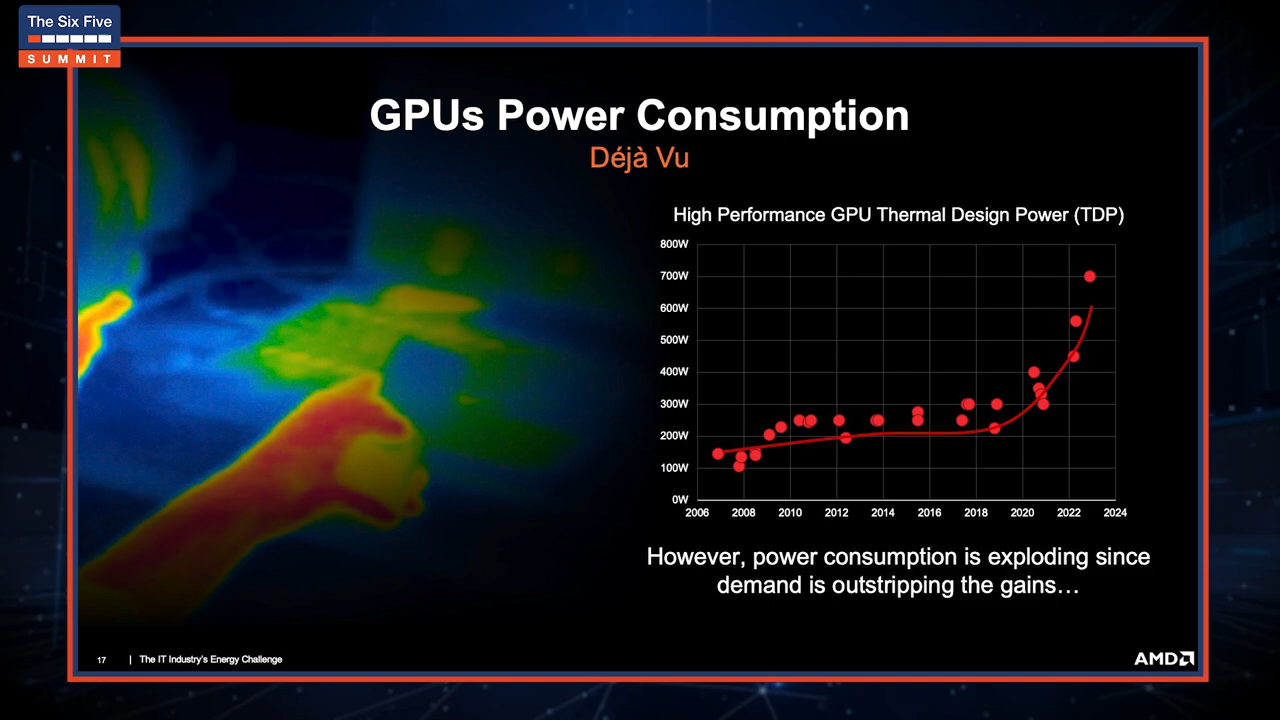 The Six Five
SUMMIT
GPUs Power Consumption
Déjà Vu
High Performance GPU Thermal Design Power (TDP)
800W
700W
600W
500W
400W
300W
200W
100W
0W
2006 2008 2010 2012 2014 2016 2018 2020 2022 2024
However, power consumption is exploding since
demand is outstripping the gains…
17 | The IT Industry's Energy Challenge
AMD